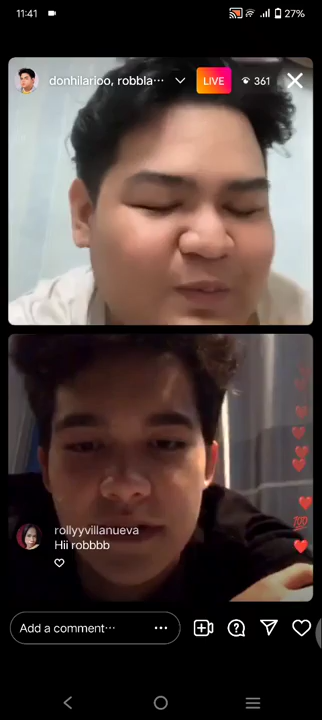 11:41
27%
donhilarioo, robbla...
LIVE
361
rollyyvillanueva
Hii robbbb
Add a comment...